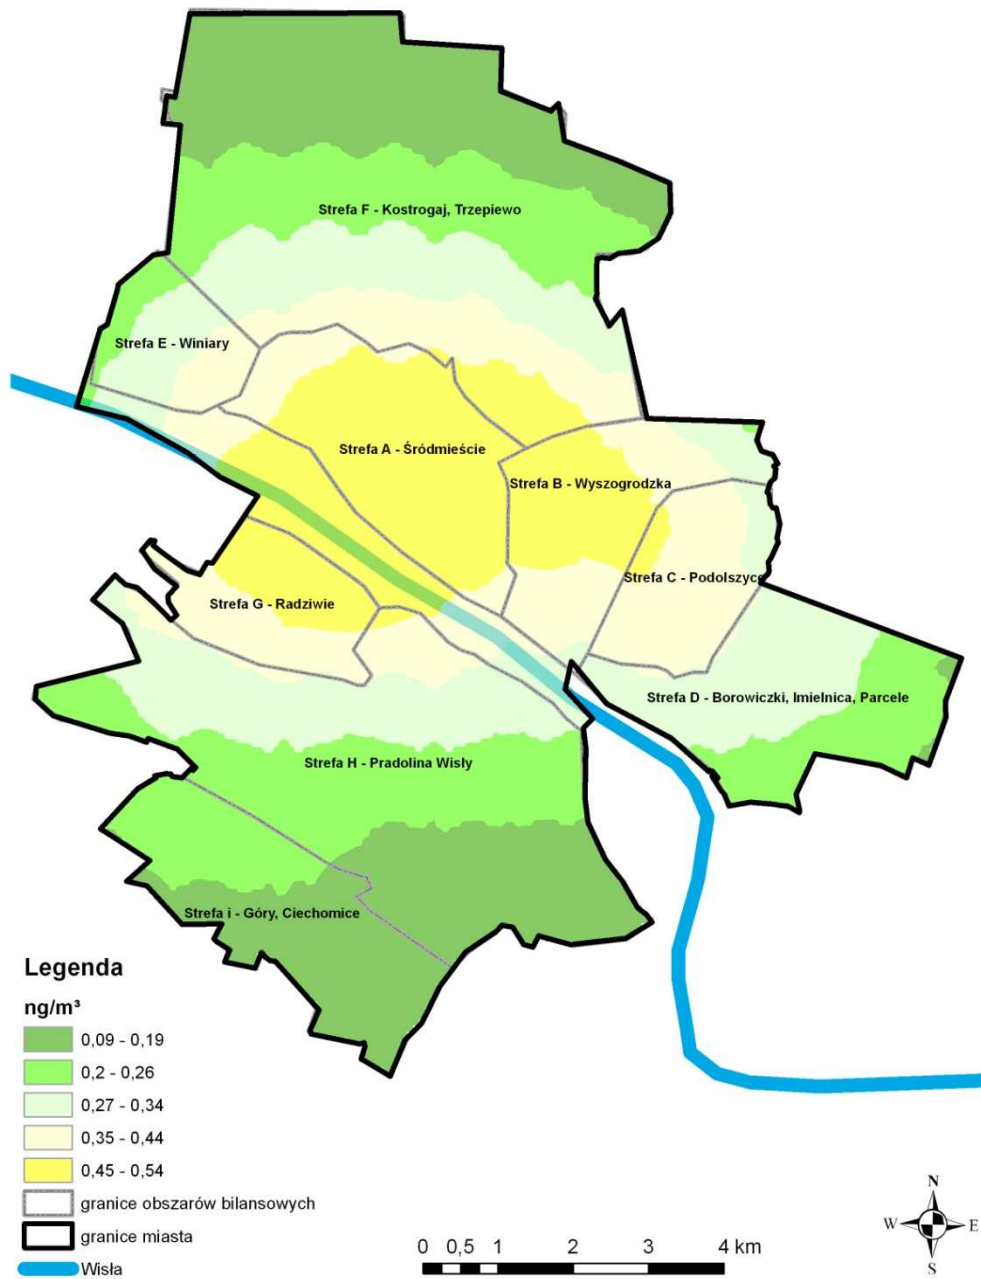 Strefa F - Kostrogaj, Trzepiewo
Strefa E - Winiary
Strefa A - Śródmieście
Strefa B - Wyszogrodzka
Strefa C - Podolszyce
Strefa G - Radziwie
Strefa D - Borowiczki, Imielnica, Parcele
Strefa H - Pradolina Wisły
Strefa i - Góry, Ciechomice
Legenda
ng/m³
0,09 - 0,19
0,2 - 0,26
0,27 - 0,34
0,35 - 0,44
0,45 - 0,54
granice obszarów bilansowych
granice miasta
Wisła
0 0,5 1 2 3 4 km
N
W E
S